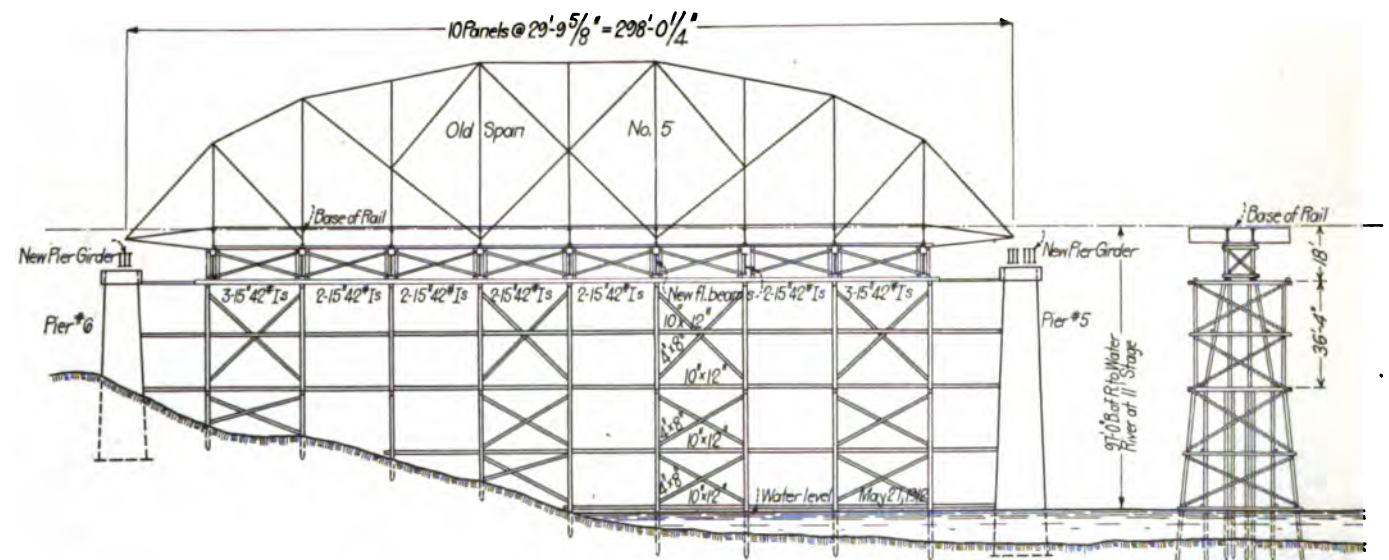 10 Panels @ 29'-9 5/8" = 298'-0 1/4"
Old Span No. 5
Base of Rail
Base of Rail
New Pier Girder
New Pier Girder
3-15"42# Is 2-15"42# Is 2-15"42# Is 2-15"42# Is 2-15"42# Is New fl. beams 2-15"42# Is 3-15"42# Is
Pier #6
Pier #5
10"x12"
4"x8"
10"x12"
4"x8"
10"x12"
4"x8"
10"x12"
Water level
May 27, 1912
97'-0" B of R. to Water
River at 11' Stage
18'
36'-4"